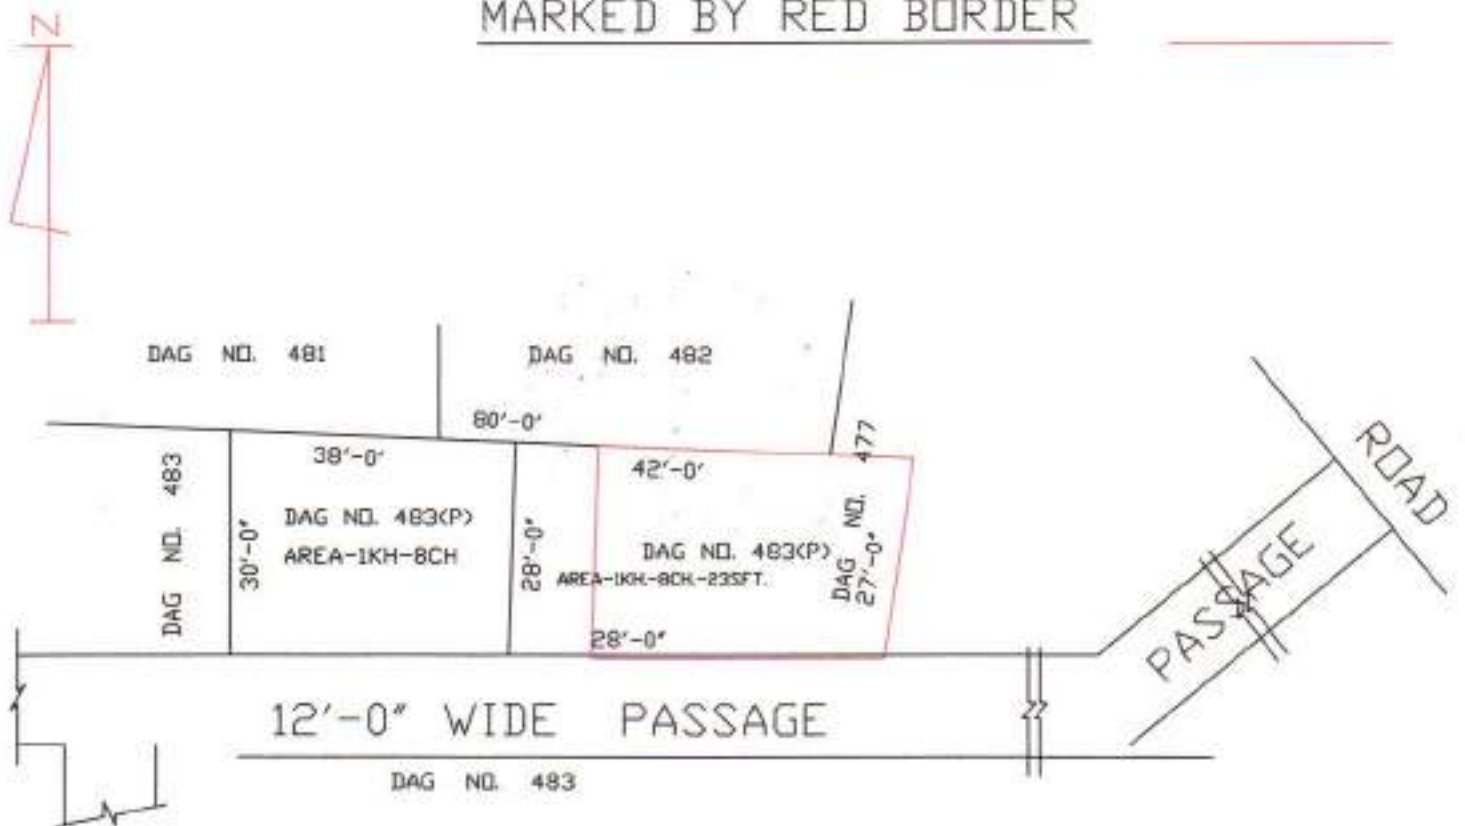 MARKED BY RED BORDER
N
DAG NO. 481
DAG NO. 482
80'-0'
38'-0'
42'-0'
DAG NO. 483
30'-0"
DAG NO. 483(P)
AREA-1KH-8CH
28'-0"
DAG NO. 483(P)
AREA-1KH.-8CH.-23SFT.
DAG NO. 477
27'-0"
28'-0"
ROAD
PASSAGE
12'-0" WIDE PASSAGE
DAG NO. 483